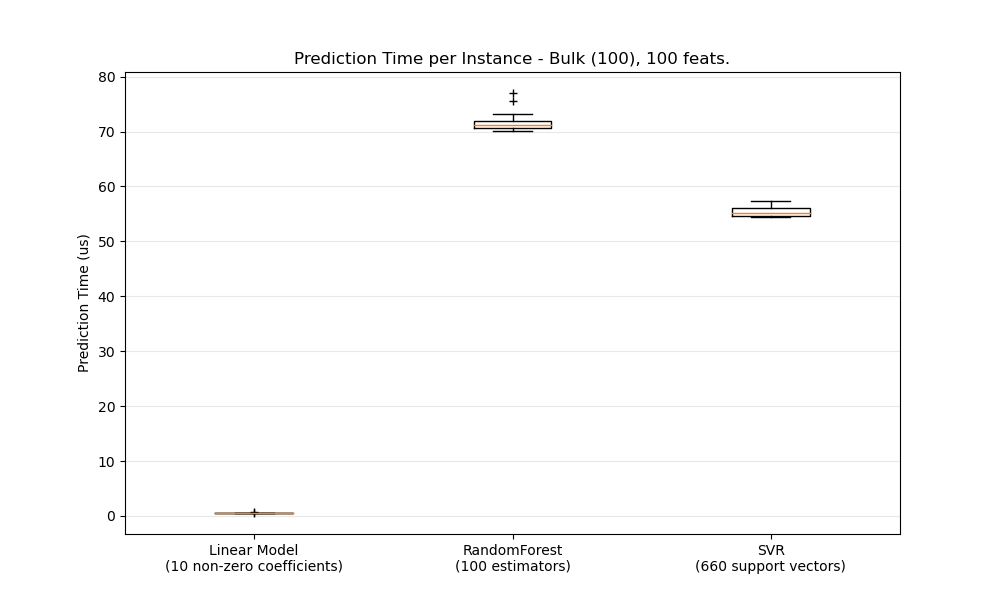 Prediction Time per Instance - Bulk (100), 100 feats.
80
70
60
50
40
30
20
10
0
Prediction Time (us)
Linear Model
(10 non-zero coefficients)
RandomForest
(100 estimators)
SVR
(660 support vectors)